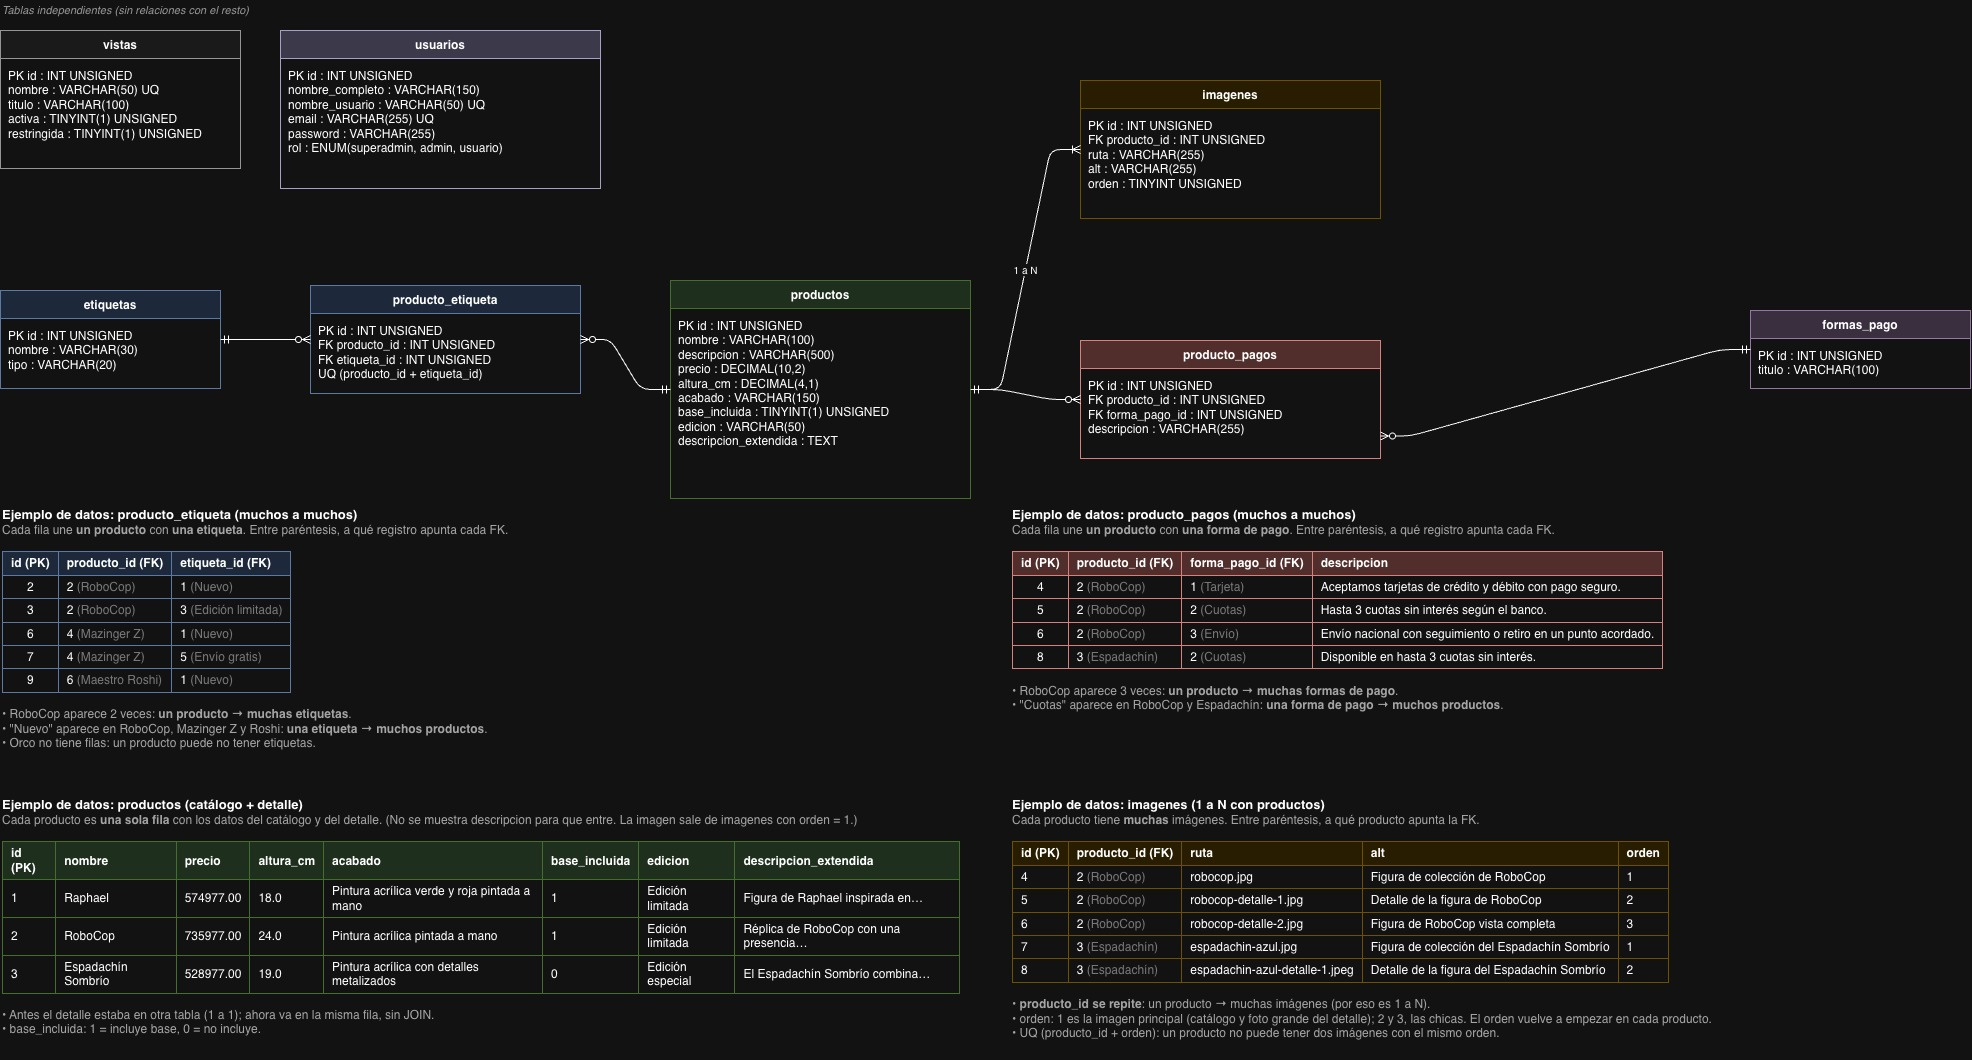 Tablas independientes (sin relaciones con el resto)
vistas
PK id : INT UNSIGNED
nombre : VARCHAR(50) UQ
titulo : VARCHAR(100)
activa : TINYINT(1) UNSIGNED
restringida : TINYINT(1) UNSIGNED
usuarios
PK id : INT UNSIGNED
nombre_completo : VARCHAR(150)
nombre_usuario : VARCHAR(50) UQ
email : VARCHAR(255) UQ
password : VARCHAR(255)
rol : ENUM(superadmin, admin, usuario)
imagenes
PK id : INT UNSIGNED
FK producto_id : INT UNSIGNED
ruta : VARCHAR(255)
alt : VARCHAR(255)
orden : TINYINT UNSIGNED
1 a N
etiquetas
PK id : INT UNSIGNED
nombre : VARCHAR(30)
tipo : VARCHAR(20)
producto_etiqueta
PK id : INT UNSIGNED
FK producto_id : INT UNSIGNED
FK etiqueta_id : INT UNSIGNED
UQ (producto_id + etiqueta_id)
productos
PK id : INT UNSIGNED
nombre : VARCHAR(100)
descripcion : VARCHAR(500)
precio : DECIMAL(10,2)
altura_cm : DECIMAL(4,1)
acabado : VARCHAR(150)
base_incluida : TINYINT(1) UNSIGNED
edicion : VARCHAR(50)
descripcion_extendida : TEXT
producto_pagos
PK id : INT UNSIGNED
FK producto_id : INT UNSIGNED
FK forma_pago_id : INT UNSIGNED
descripcion : VARCHAR(255)
formas_pago
PK id : INT UNSIGNED
titulo : VARCHAR(100)
Ejemplo de datos: producto_etiqueta (muchos a muchos)
Cada fila une un producto con una etiqueta. Entre paréntesis, a qué registro apunta cada FK.
id (PK) producto_id (FK) etiqueta_id (FK)
2 2 (RoboCop) 1 (Nuevo)
3 2 (RoboCop) 3 (Edición limitada)
6 4 (Mazinger Z) 1 (Nuevo)
7 4 (Mazinger Z) 5 (Envío gratis)
9 6 (Maestro Roshi) 1 (Nuevo)
• RoboCop aparece 2 veces: un producto → muchas etiquetas.
• "Nuevo" aparece en RoboCop, Mazinger Z y Roshi: una etiqueta → muchos productos.
• Orco no tiene filas: un producto puede no tener etiquetas.
Ejemplo de datos: producto_pagos (muchos a muchos)
Cada fila une un producto con una forma de pago. Entre paréntesis, a qué registro apunta cada FK.
id (PK) producto_id (FK) forma_pago_id (FK) descripcion
4 2 (RoboCop) 1 (Tarjeta) Aceptamos tarjetas de crédito y débito con pago seguro.
5 2 (RoboCop) 2 (Cuotas) Hasta 3 cuotas sin interés según el banco.
6 2 (RoboCop) 3 (Envío) Envío nacional con seguimiento o retiro en un punto acordado.
8 3 (Espadachín) 2 (Cuotas) Disponible en hasta 3 cuotas sin interés.
• RoboCop aparece 3 veces: un producto → muchas formas de pago.
• "Cuotas" aparece en RoboCop y Espadachín: una forma de pago → muchos productos.
Ejemplo de datos: productos (catálogo + detalle)
Cada producto es una sola fila con los datos del catálogo y del detalle. (No se muestra descripcion para que entre. La imagen sale de imagenes con orden = 1.)
id (PK) nombre precio altura_cm acabado base_incluida edicion descripcion_extendida
1 Raphael 574977.00 18.0 Pintura acrílica verde y roja pintada a mano 1 Edición limitada Figura de Raphael inspirada en…
2 RoboCop 735977.00 24.0 Pintura acrílica pintada a mano 1 Edición limitada Réplica de RoboCop con una presencia…
3 Espadachín Sombrío 528977.00 19.0 Pintura acrílica con detalles metalizados 0 Edición especial El Espadachín Sombrío combina…
• Antes el detalle estaba en otra tabla (1 a 1); ahora va en la misma fila, sin JOIN.
• base_incluida: 1 = incluye base, 0 = no incluye.
Ejemplo de datos: imagenes (1 a N con productos)
Cada producto tiene muchas imágenes. Entre paréntesis, a qué producto apunta la FK.
id (PK) producto_id (FK) ruta alt orden
4 2 (RoboCop) robocop.jpg Figura de colección de RoboCop 1
5 2 (RoboCop) robocop-detalle-1.jpg Detalle de la figura de RoboCop 2
6 2 (RoboCop) robocop-detalle-2.jpg Figura de RoboCop vista completa 3
7 3 (Espadachín) espadachin-azul.jpg Figura de colección del Espadachín Sombrío 1
8 3 (Espadachín) espadachin-azul-detalle-1.jpeg Detalle de la figura del Espadachín Sombrío 2
• producto_id se repite: un producto → muchas imágenes (por eso es 1 a N).
• orden: 1 es la imagen principal (catálogo y foto grande del detalle); 2 y 3, las chicas. El orden vuelve a empezar en cada producto.
• UQ (producto_id + orden): un producto no puede tener dos imágenes con el mismo orden.